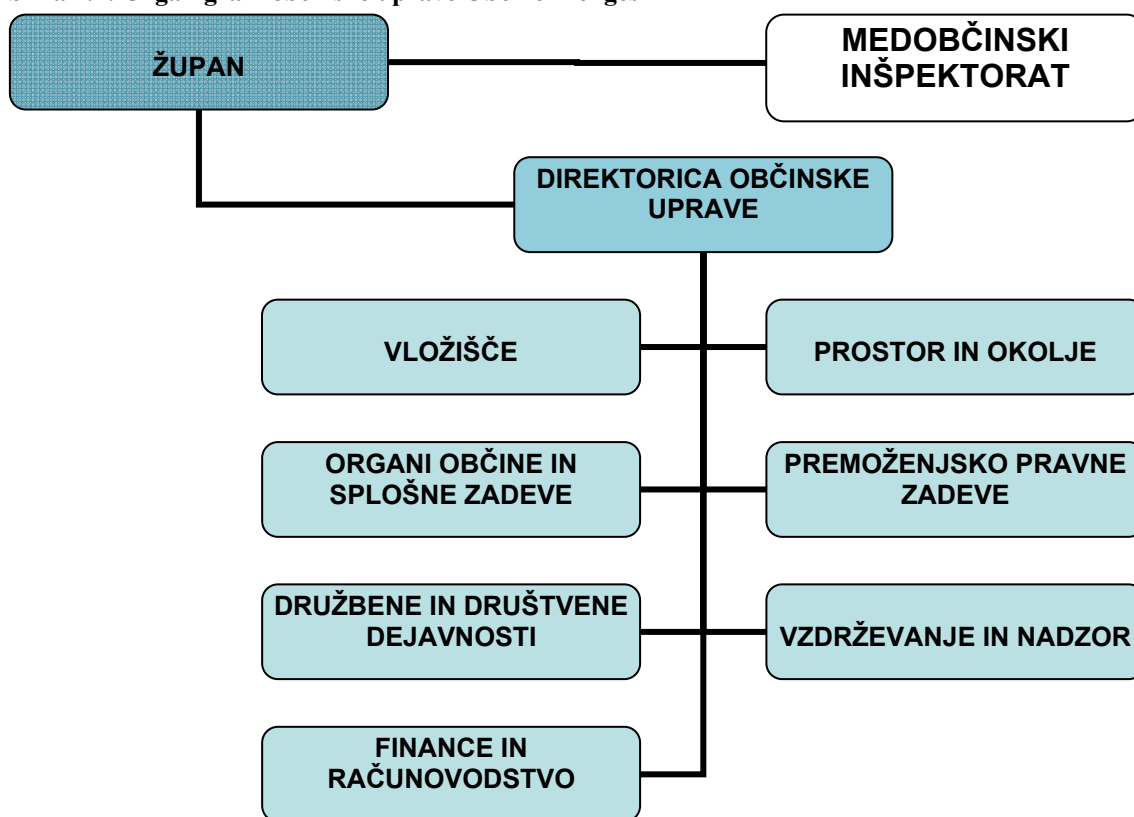 ŽUPAN
MEDOBČINSKI
INŠPEKTORAT
DIREKTORICA OBČINSKE
UPRAVE
VLOŽIŠČE
PROSTOR IN OKOLJE
ORGANI OBČINE IN
SPLOŠNE ZADEVE
PREMOŽENJSKO PRAVNE
ZADEVE
DRUŽBENE IN DRUŠTVENE
DEJAVNOSTI
VZDRŽEVANJE IN NADZOR
FINANCE IN
RAČUNOVODSTVO